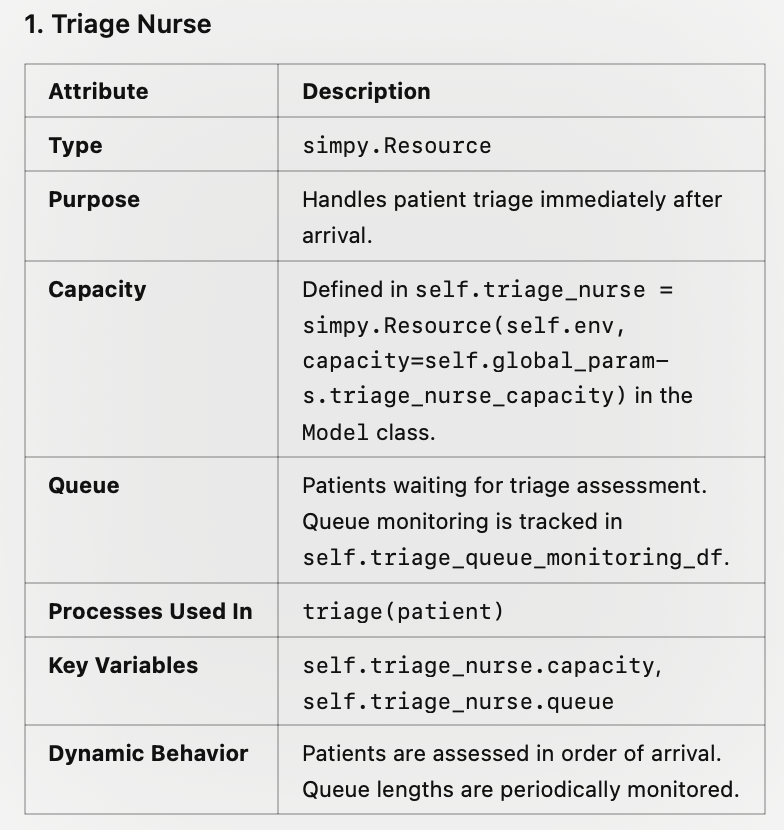 1. Triage Nurse
Attribute Description
Type simpy.Resource
Purpose Handles patient triage immediately after
arrival.
Capacity Defined in self.triage_nurse =
simpy.Resource(self.env,
capacity=self.global_param–
s.triage_nurse_capacity) in the
Model class.
Queue Patients waiting for triage assessment.
Queue monitoring is tracked in
self.triage_queue_monitoring_df.
Processes Used In triage(patient)
Key Variables self.triage_nurse.capacity,
self.triage_nurse.queue
Dynamic Behavior Patients are assessed in order of arrival.
Queue lengths are periodically monitored.